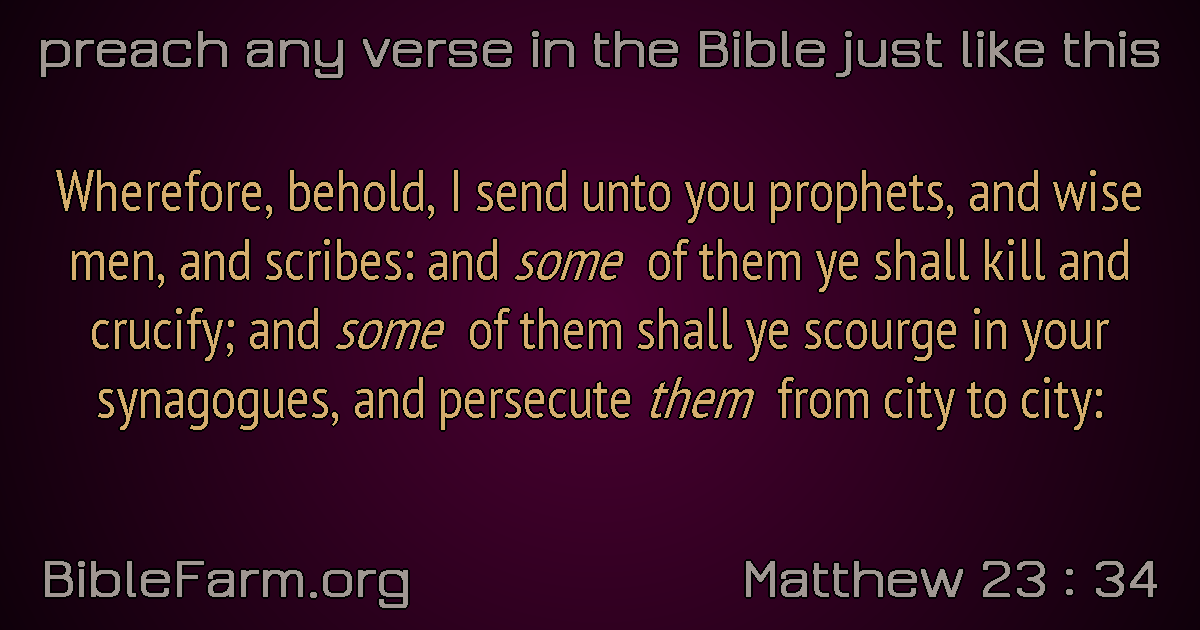 preach any verse in the Bible just like this
Wherefore, behold, I send unto you prophets, and wise
men, and scribes: and some of them ye shall kill and
crucify; and some of them shall ye scourge in your
synagogues, and persecute them from city to city:
BibleFarm.org
Matthew 23 : 34